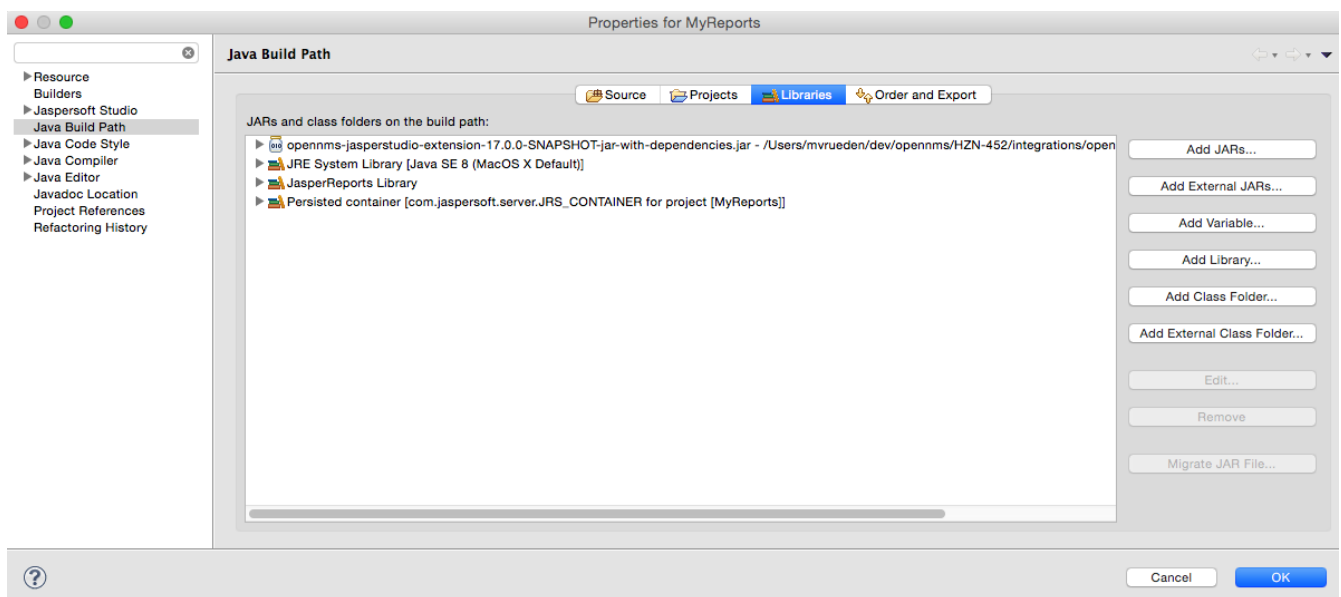 Properties for MyReports
Java Build Path
Resource
Builders
Jaspersoft Studio
Java Build Path
Java Code Style
Java Compiler
Java Editor
Javadoc Location
Project References
Refactoring History
Source Projects Libraries Order and Export
JARs and class folders on the build path:
opennms-jasperstudio-extension-17.0.0-SNAPSHOT-jar-with-dependencies.jar - /Users/mvrueden/dev/opennms/HZN-452/integrations/open
JRE System Library [Java SE 8 (MacOS X Default)]
JasperReports Library
Persisted container [com.jaspersoft.server.JRS_CONTAINER for project [MyReports]]
Add JARs...
Add External JARs...
Add Variable...
Add Library...
Add Class Folder...
Add External Class Folder...
Edit...
Remove
Migrate JAR File...
?
Cancel OK